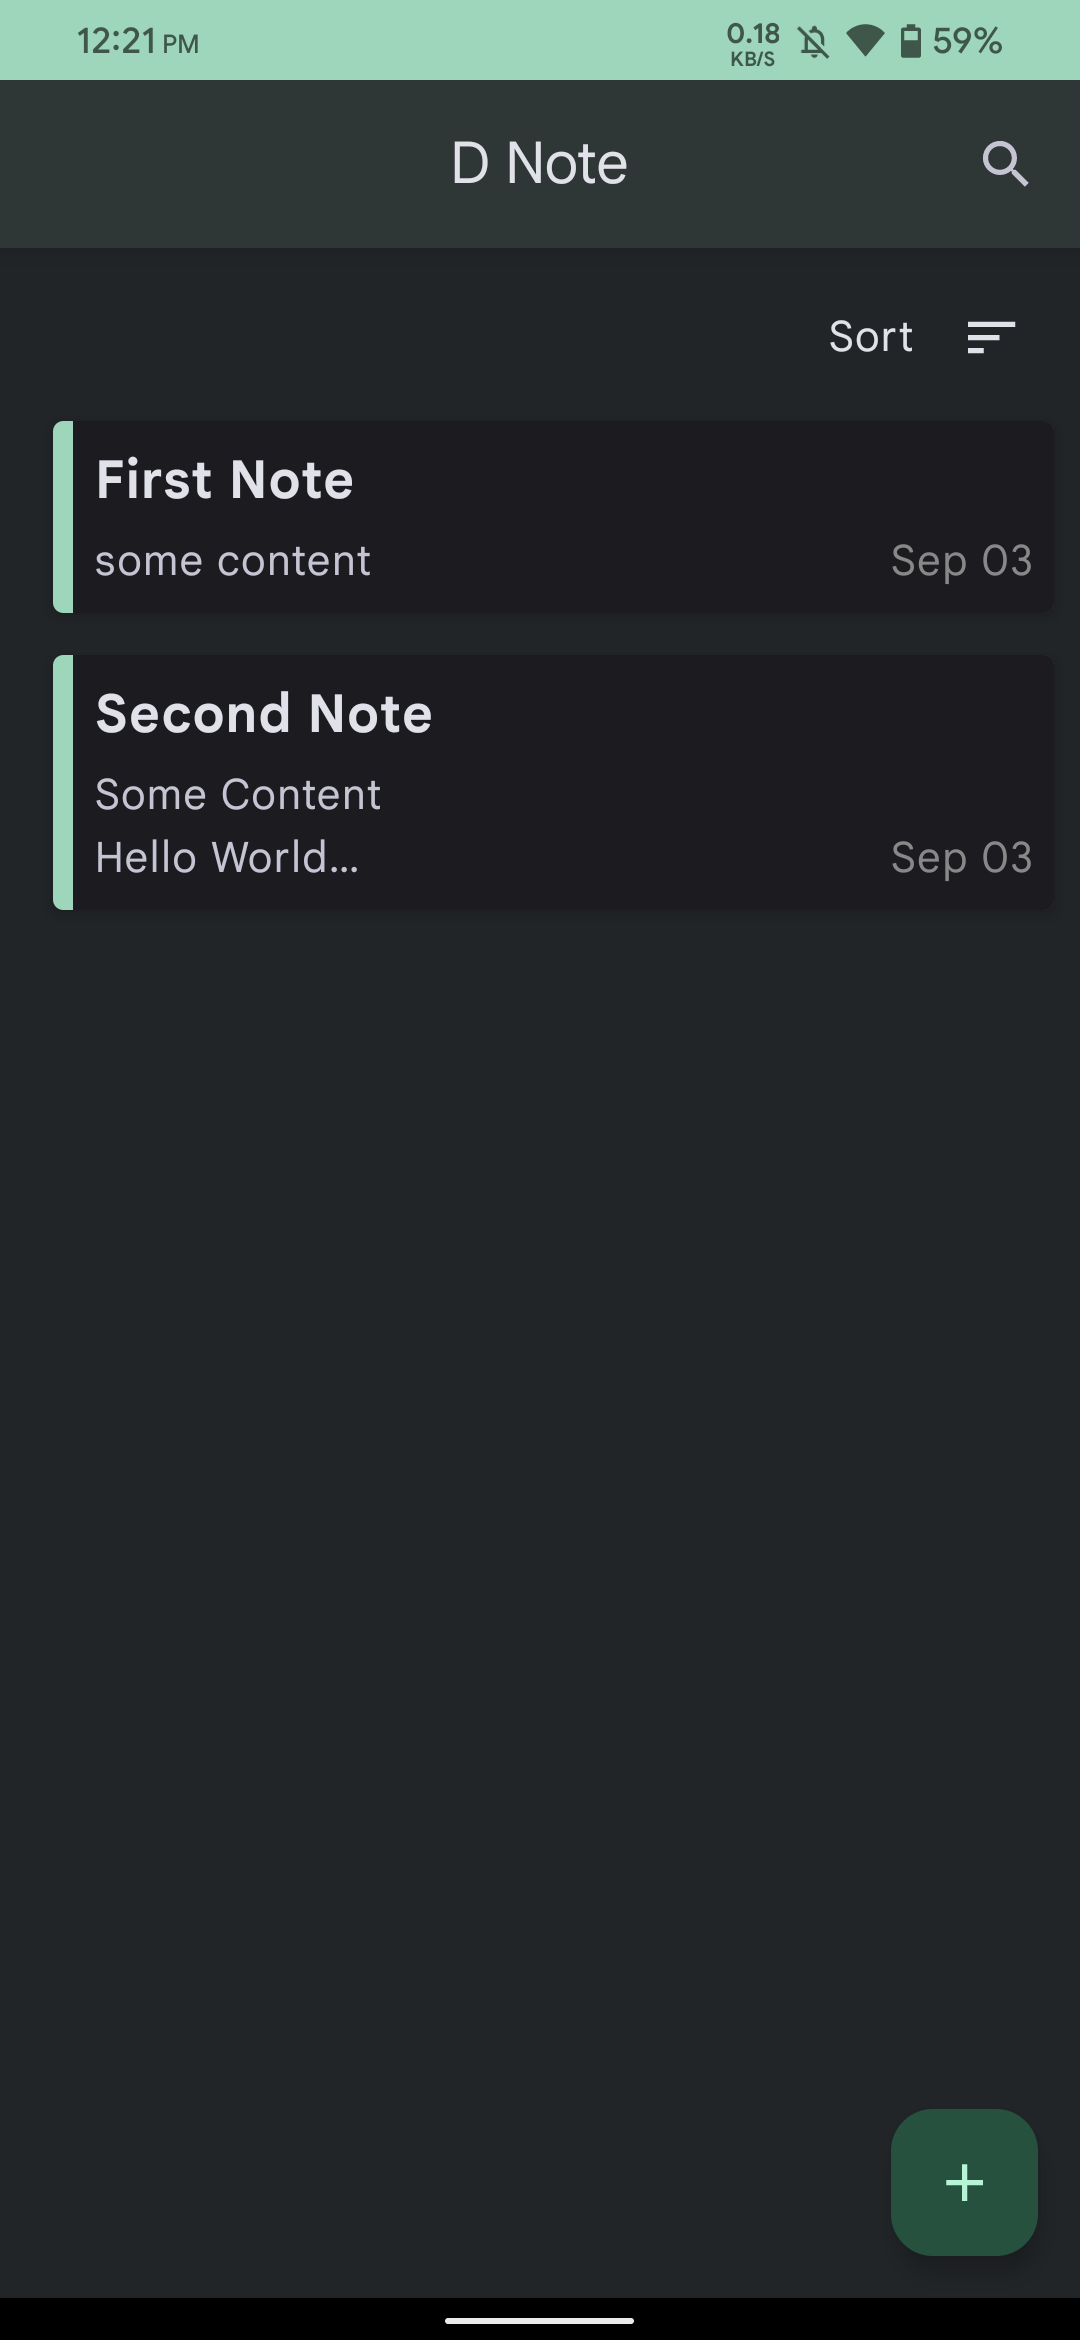 12:21 PM
0.18
KB/S
59%
D Note
Sort
First Note
some content
Sep 03
Second Note
Some Content
Hello World...
Sep 03